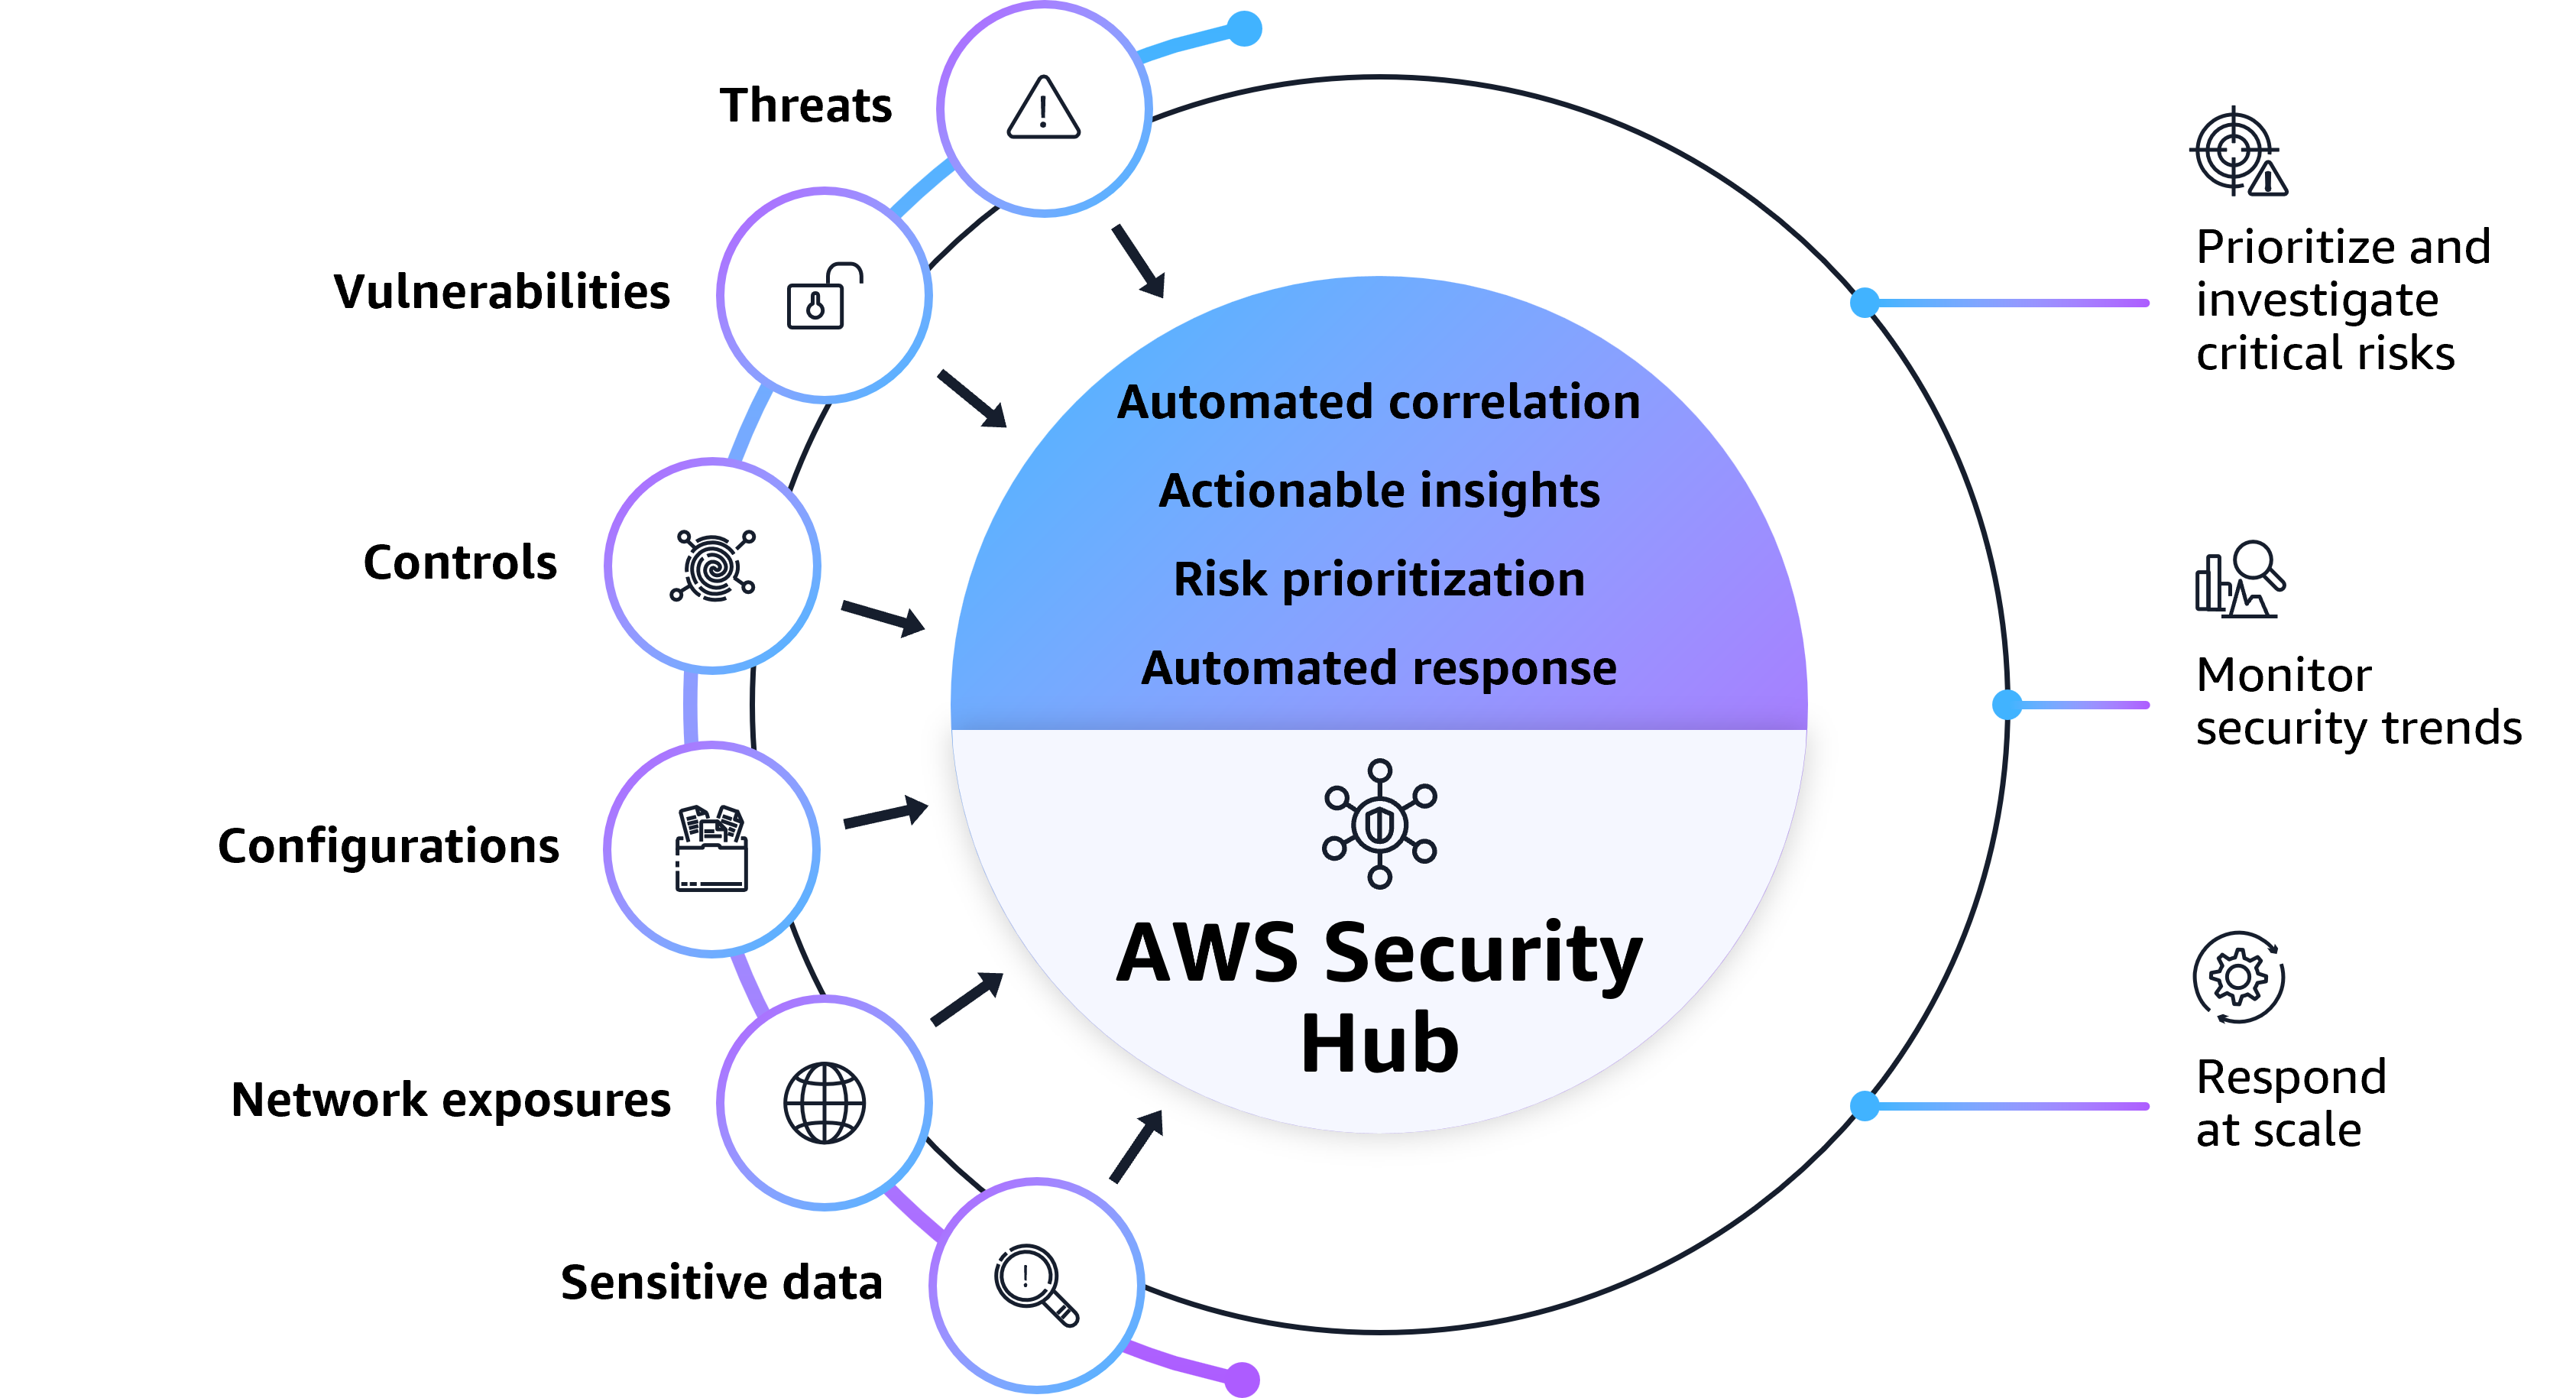 Threats
Vulnerabilities
Controls
Configurations
Network exposures
Sensitive data
Automated correlation
Actionable insights
Risk prioritization
Automated response
AWS Security
Hub
Prioritize and
investigate
critical risks
Monitor
security trends
Respond
at scale